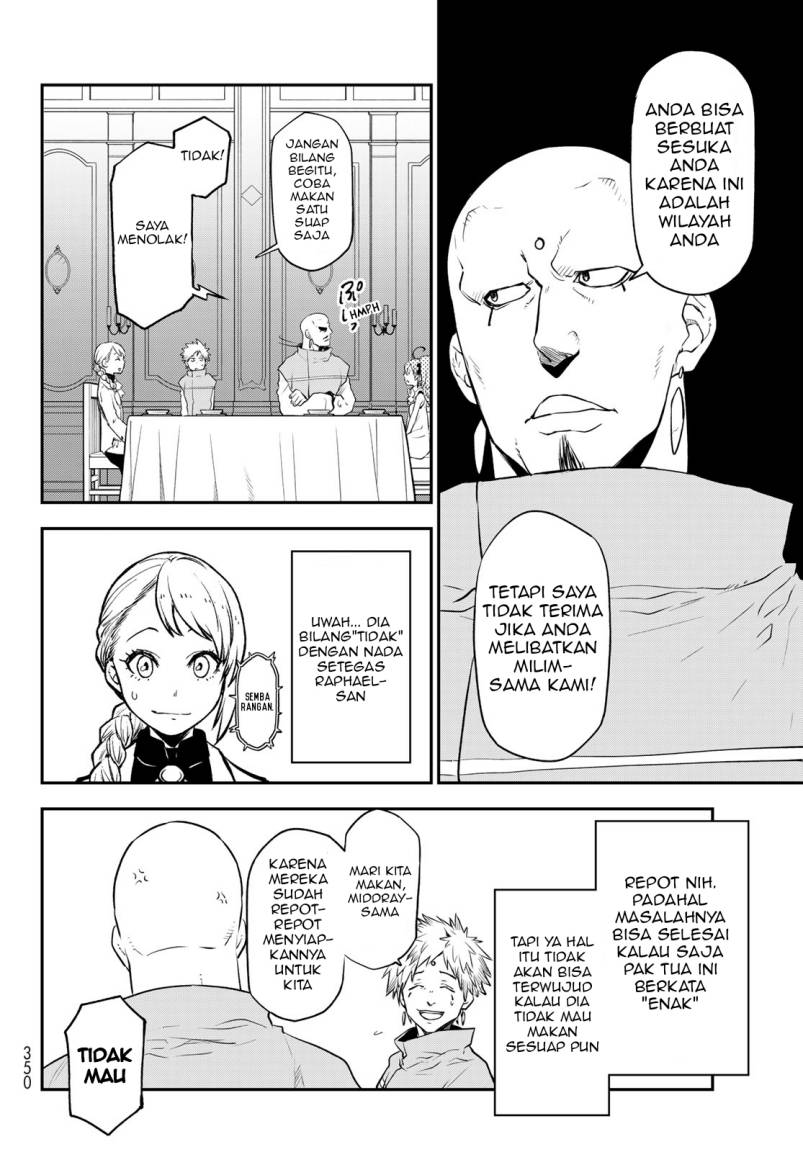 ANDA BISA
BERBUAT
SESUKA
ANDA
KARENA INI
ADALAH
WILAYAH
ANDA
TETAPI SAYA
TIDAK TERIMA
JIKA ANDA
MELIBATKAN
MILIM-
SAMA KAMI!
JANGAN
BILANG
BEGITU,
COBA
MAKAN
SATU
SUAP
SAJA
TIDAK!
SAYA
MENOLAK!
ぷい
HMPH
UWAH... DIA
BILANG"TIDAK"
DENGAN NADA
SETEGAS
RAPHAEL-
SAN
SEMBA
RANGAN.
REPOT NIH.
PADAHAL
MASALAHNYA
BISA SELESAI
KALAU SAJA
PAK TUA INI
BERKATA
"ENAK"
TAPI YA HAL
ITU TIDAK
AKAN BISA
TERWUJUD
KALAU DIA
TIDAK MAU
MAKAN
SESUAP PUN
MARI KITA
MAKAN,
MIDDRAY-
SAMA
KARENA
MEREKA
SUDAH
REPOT-
REPOT
MENYIAP-
KANNYA
UNTUK
KITA
TIDAK
MAU
350